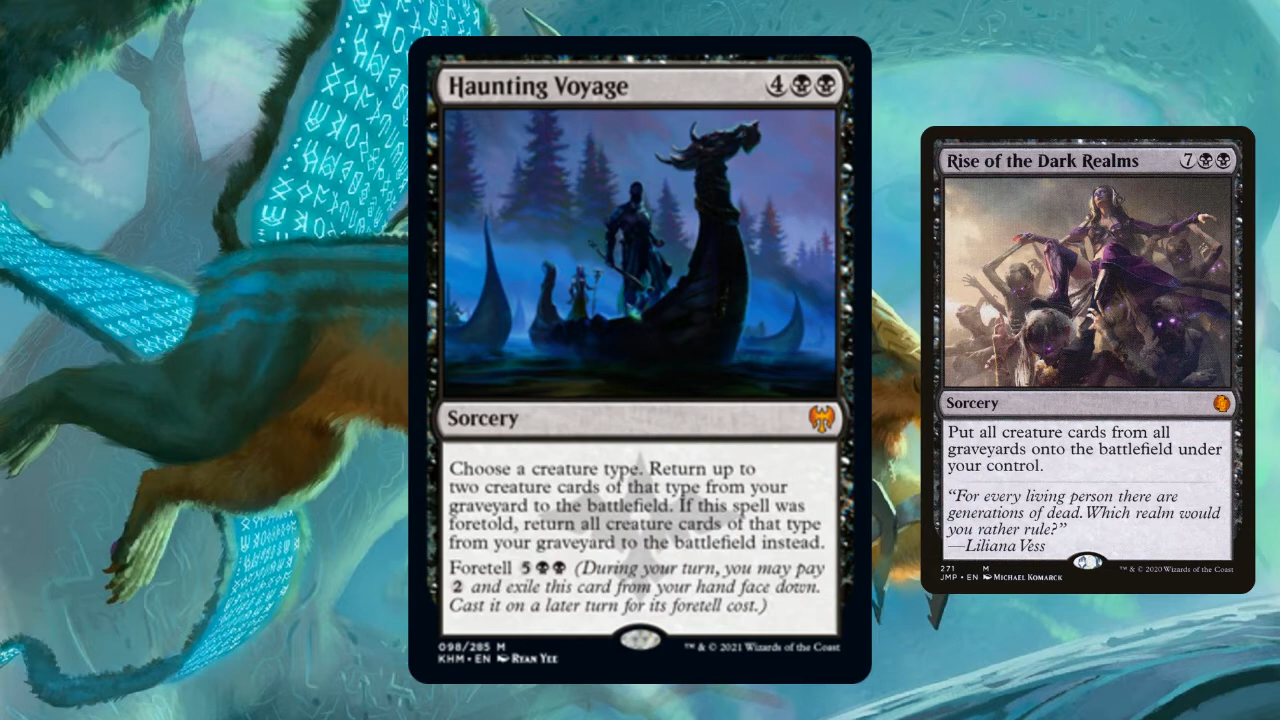 Haunting Voyage 4
Sorcery
Choose a creature type. Return up to
two creature cards of that type from your
graveyard to the battlefield. If this spell was
foretold, return all creature cards of that type
from your graveyard to the battlefield instead.
Foretell 5 (During your turn, you may pay
2 and exile this card from your hand face down.
Cast it on a later turn for its foretell cost.)
098/285 M
KHM • EN RYAN YEE
™ & © 2021 Wizards of the Coast
Rise of the Dark Realms 7
Sorcery
Put all creature cards from all
graveyards onto the battlefield under
your control.
“For every living person there are
generations of dead. Which realm would
you rather rule?”
—Liliana Vess
271 M
JMP • EN MICHAEL KOMARCK
™ & © 2020 Wizards of the Coast